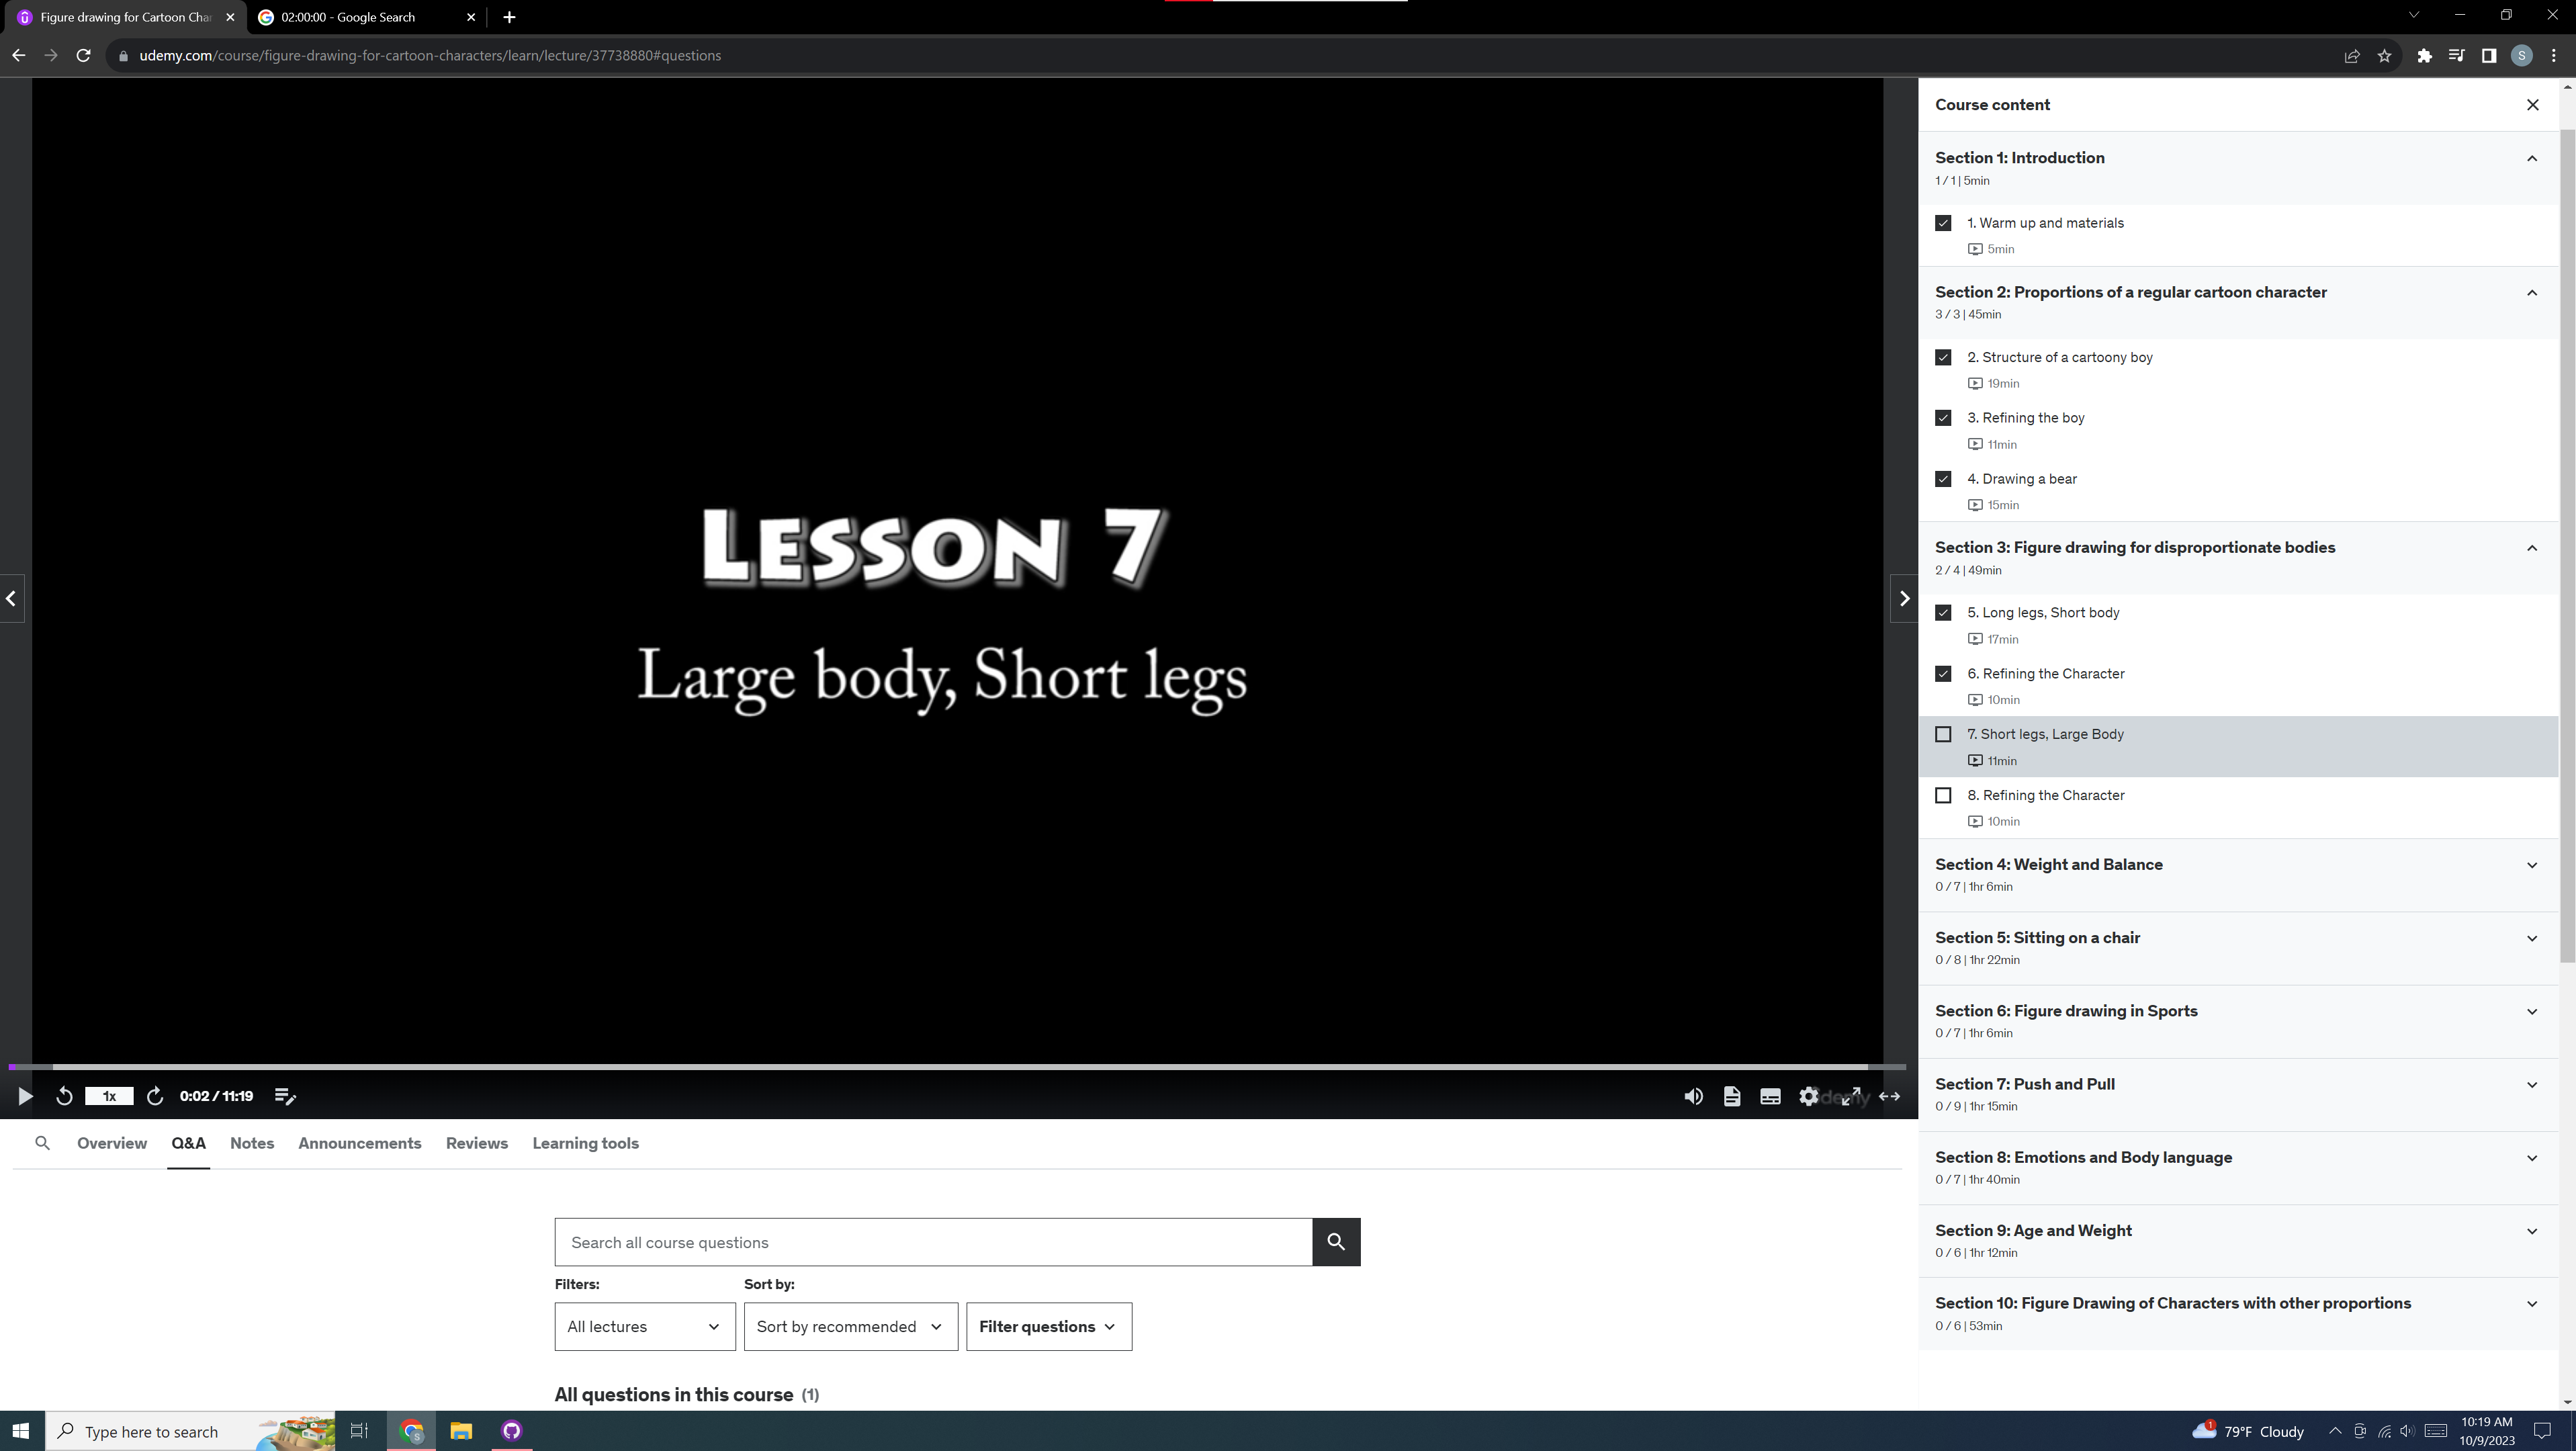 Figure drawing for Cartoon Cha
02:00:00 - Google Search
udemy.com/course/figure-drawing-for-cartoon-characters/learn/lecture/37738880#questions
S
Lesson 7
Large body, Short legs
1x
0:02 / 11:19
Overview
Q&A
Notes
Announcements
Reviews
Learning tools
Search all course questions
Filters:
Sort by:
All lectures
Sort by recommended
Filter questions
All questions in this course (1)
Course content
Section 1: Introduction
1 / 1 | 5min
1. Warm up and materials
5min
Section 2: Proportions of a regular cartoon character
3 / 3 | 45min
2. Structure of a cartoony boy
19min
3. Refining the boy
11min
4. Drawing a bear
15min
Section 3: Figure drawing for disproportionate bodies
2 / 4 | 49min
5. Long legs, Short body
17min
6. Refining the Character
10min
7. Short legs, Large Body
11min
8. Refining the Character
10min
Section 4: Weight and Balance
0 / 7 | 1hr 6min
Section 5: Sitting on a chair
0 / 8 | 1hr 22min
Section 6: Figure drawing in Sports
0 / 7 | 1hr 6min
Section 7: Push and Pull
0 / 9 | 1hr 15min
Section 8: Emotions and Body language
0 / 7 | 1hr 40min
Section 9: Age and Weight
0 / 6 | 1hr 12min
Section 10: Figure Drawing of Characters with other proportions
0 / 6 | 53min
Type here to search
1
79°F Cloudy
10:19 AM
10/9/2023